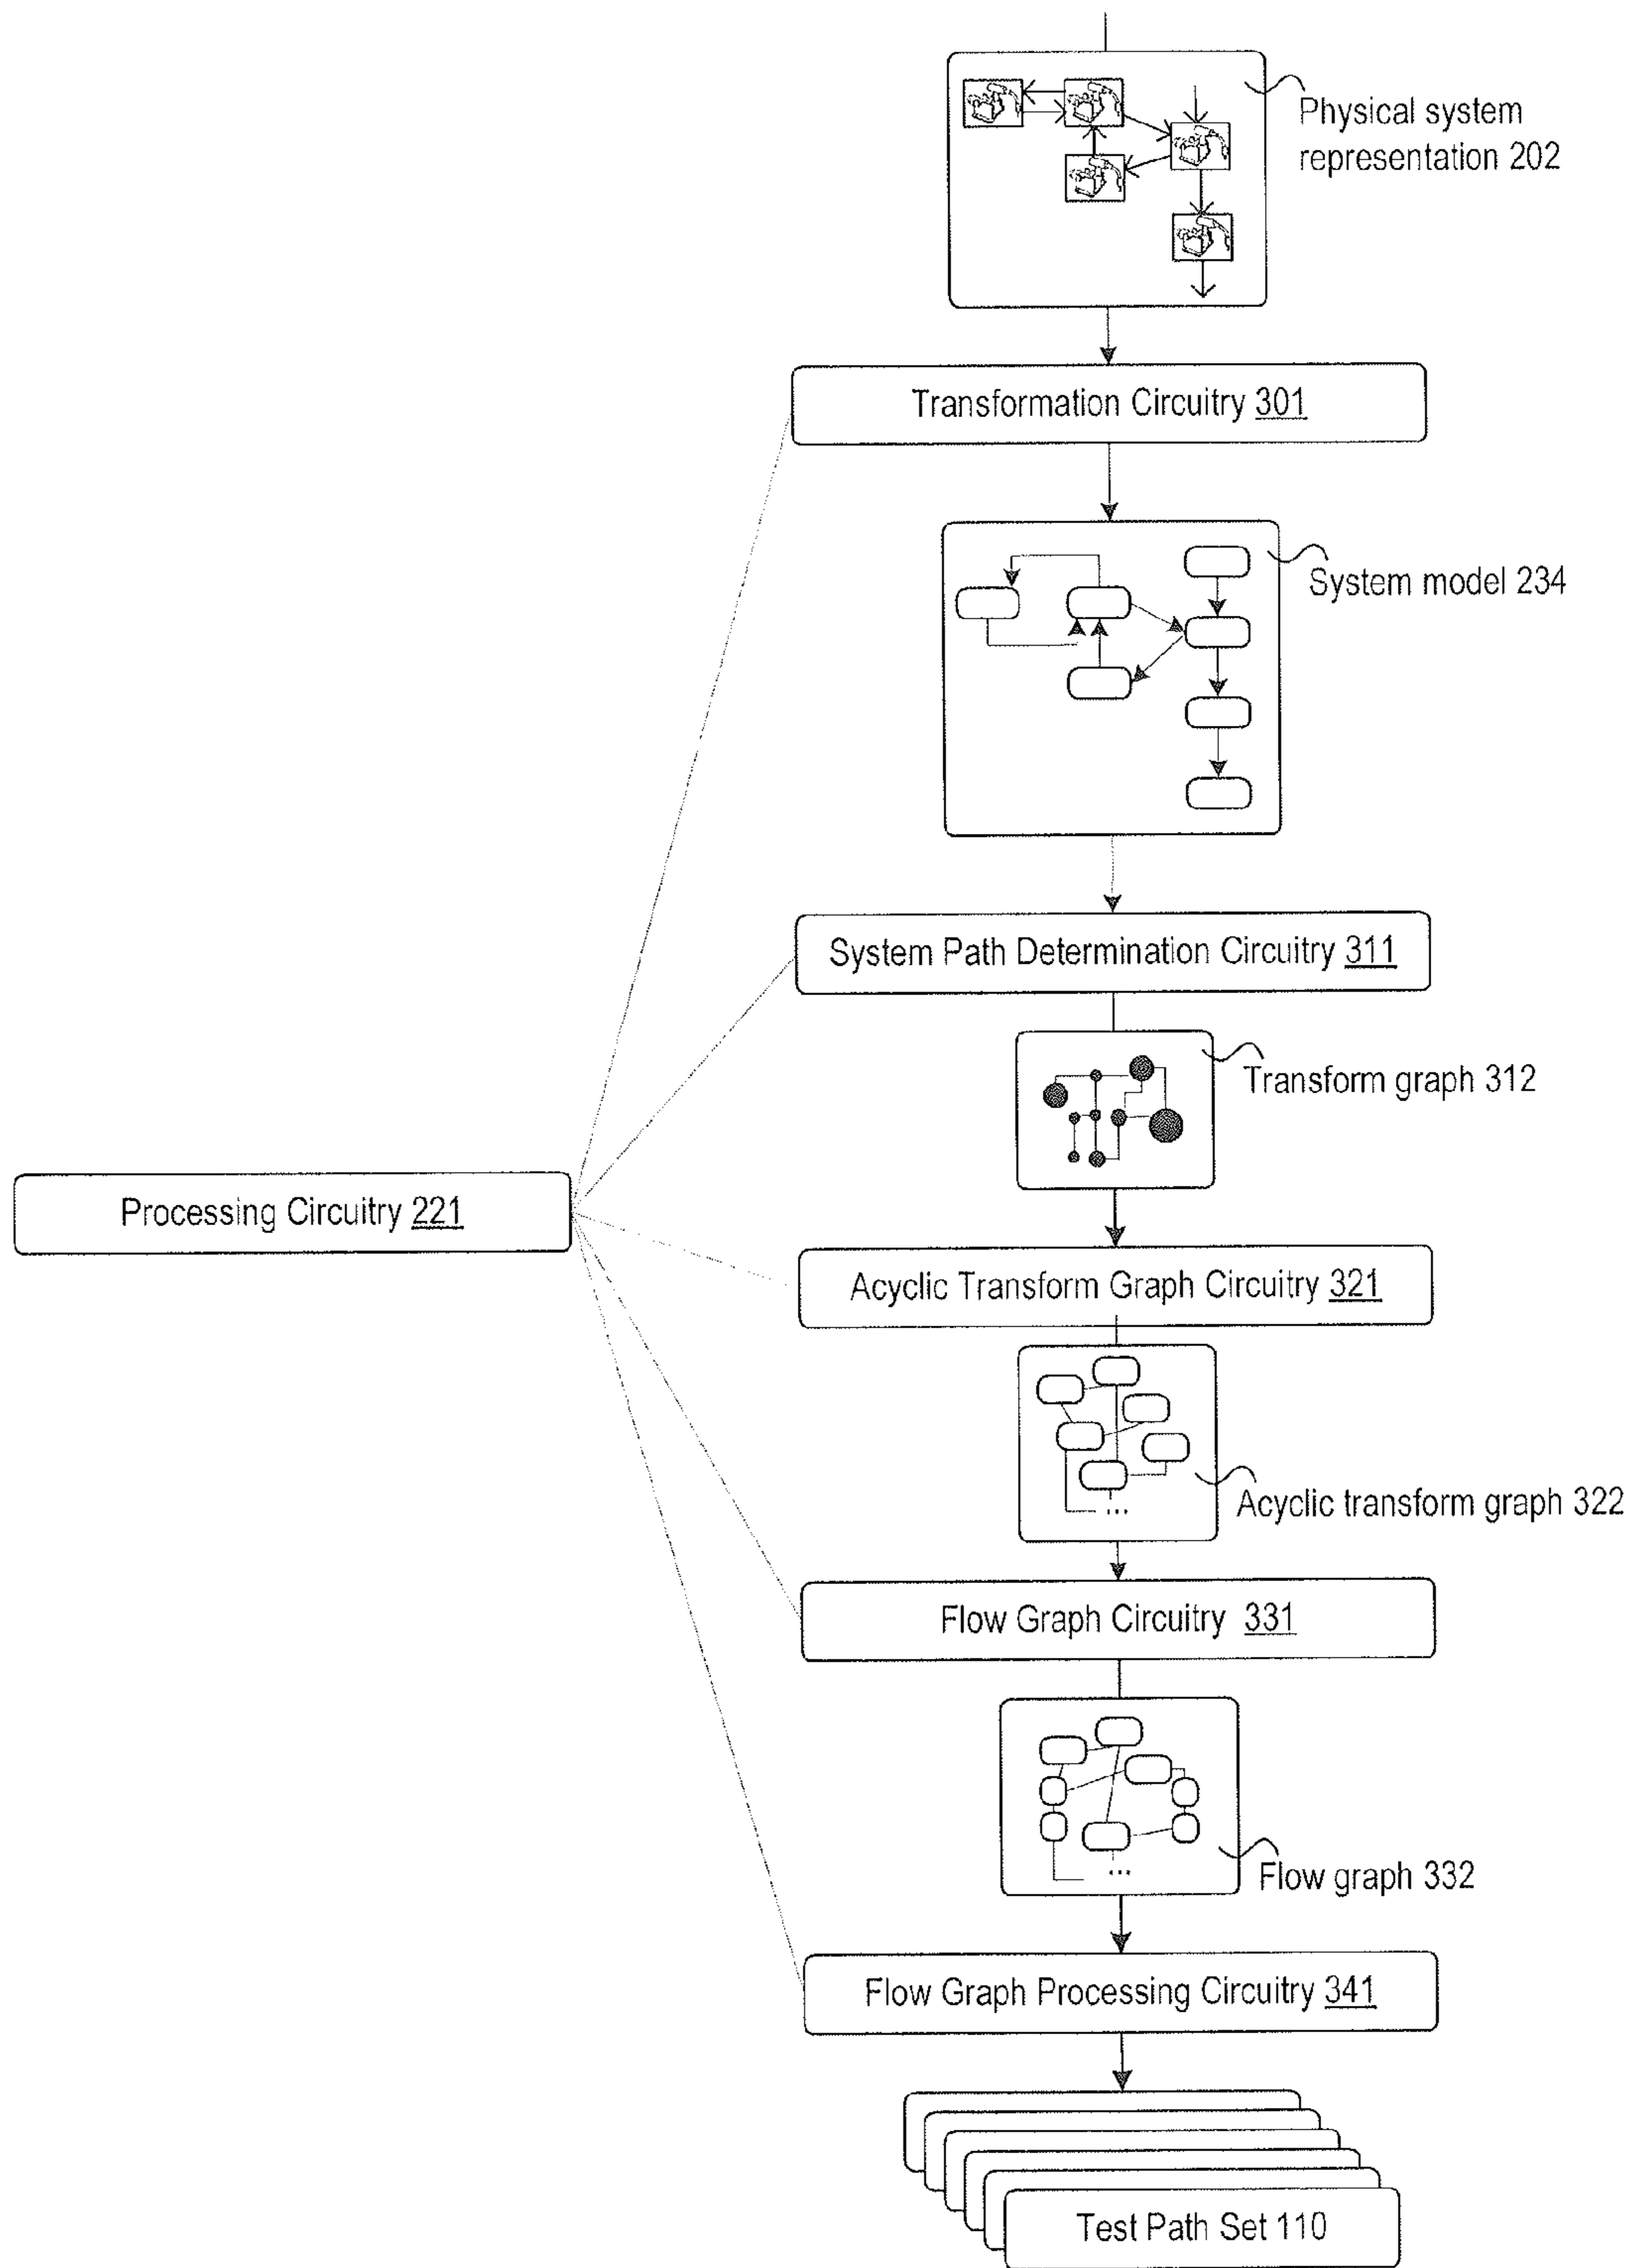 Physical system
representation 202
Transformation Circuitry 301
System model 234
System Path Determination Circuitry 311
Transform graph 312
Processing Circuitry 221
Acyclic Transform Graph Circuitry 321
...
Acyclic transform graph 322
Flow Graph Circuitry 331
...
Flow graph 332
Flow Graph Processing Circuitry 341
Test Path Set 110